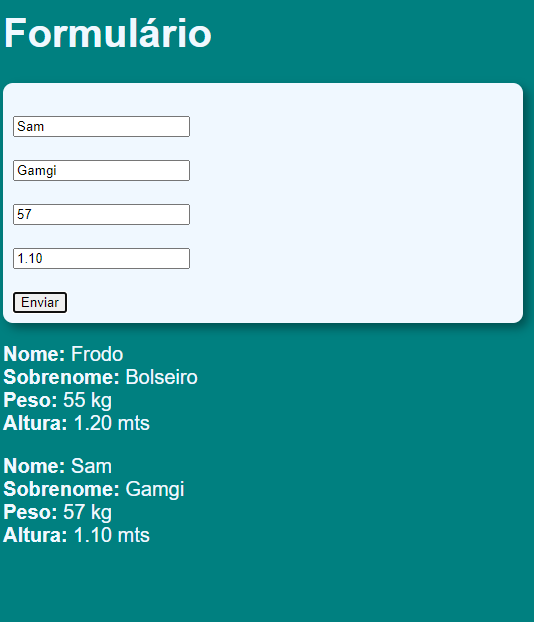 Formulário
Sam
Gamgi
57
1.10
Enviar
Nome: Frodo
Sobrenome: Bolseiro
Peso: 55 kg
Altura: 1.20 mts
Nome: Sam
Sobrenome: Gamgi
Peso: 57 kg
Altura: 1.10 mts